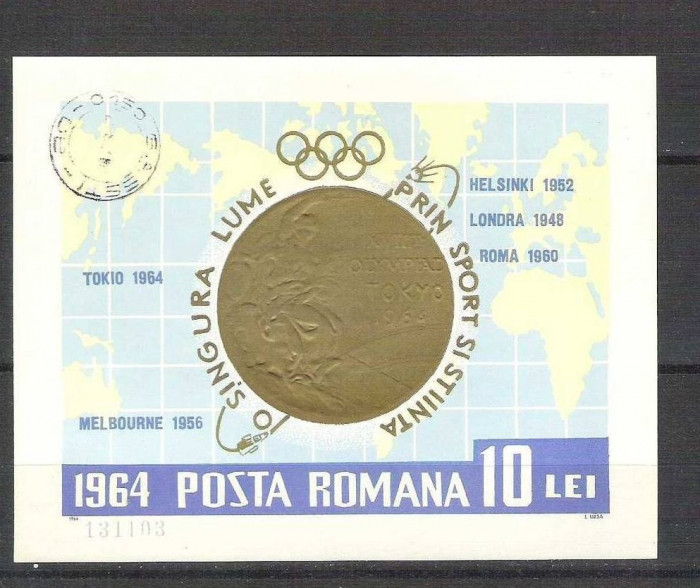 O SINGURA LUME PRIN SPORT SI STIINTA
HELSINKI 1952
LONDRA 1948
ROMA 1960
TOKIO 1964
MELBOURNE 1956
OLYMPIAD
TOKYO
1964
1964 POSTA ROMANA 10 LEI
1964
131103